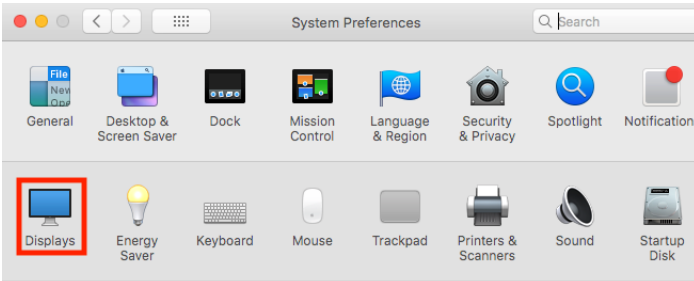 System Preferences
Search
File
New
Ope
General
Desktop &
Screen Saver
Dock
Mission
Control
Language
& Region
Security
& Privacy
Spotlight
Notification
Displays
Energy
Saver
Keyboard
Mouse
Trackpad
Printers &
Scanners
Sound
Startup
Disk